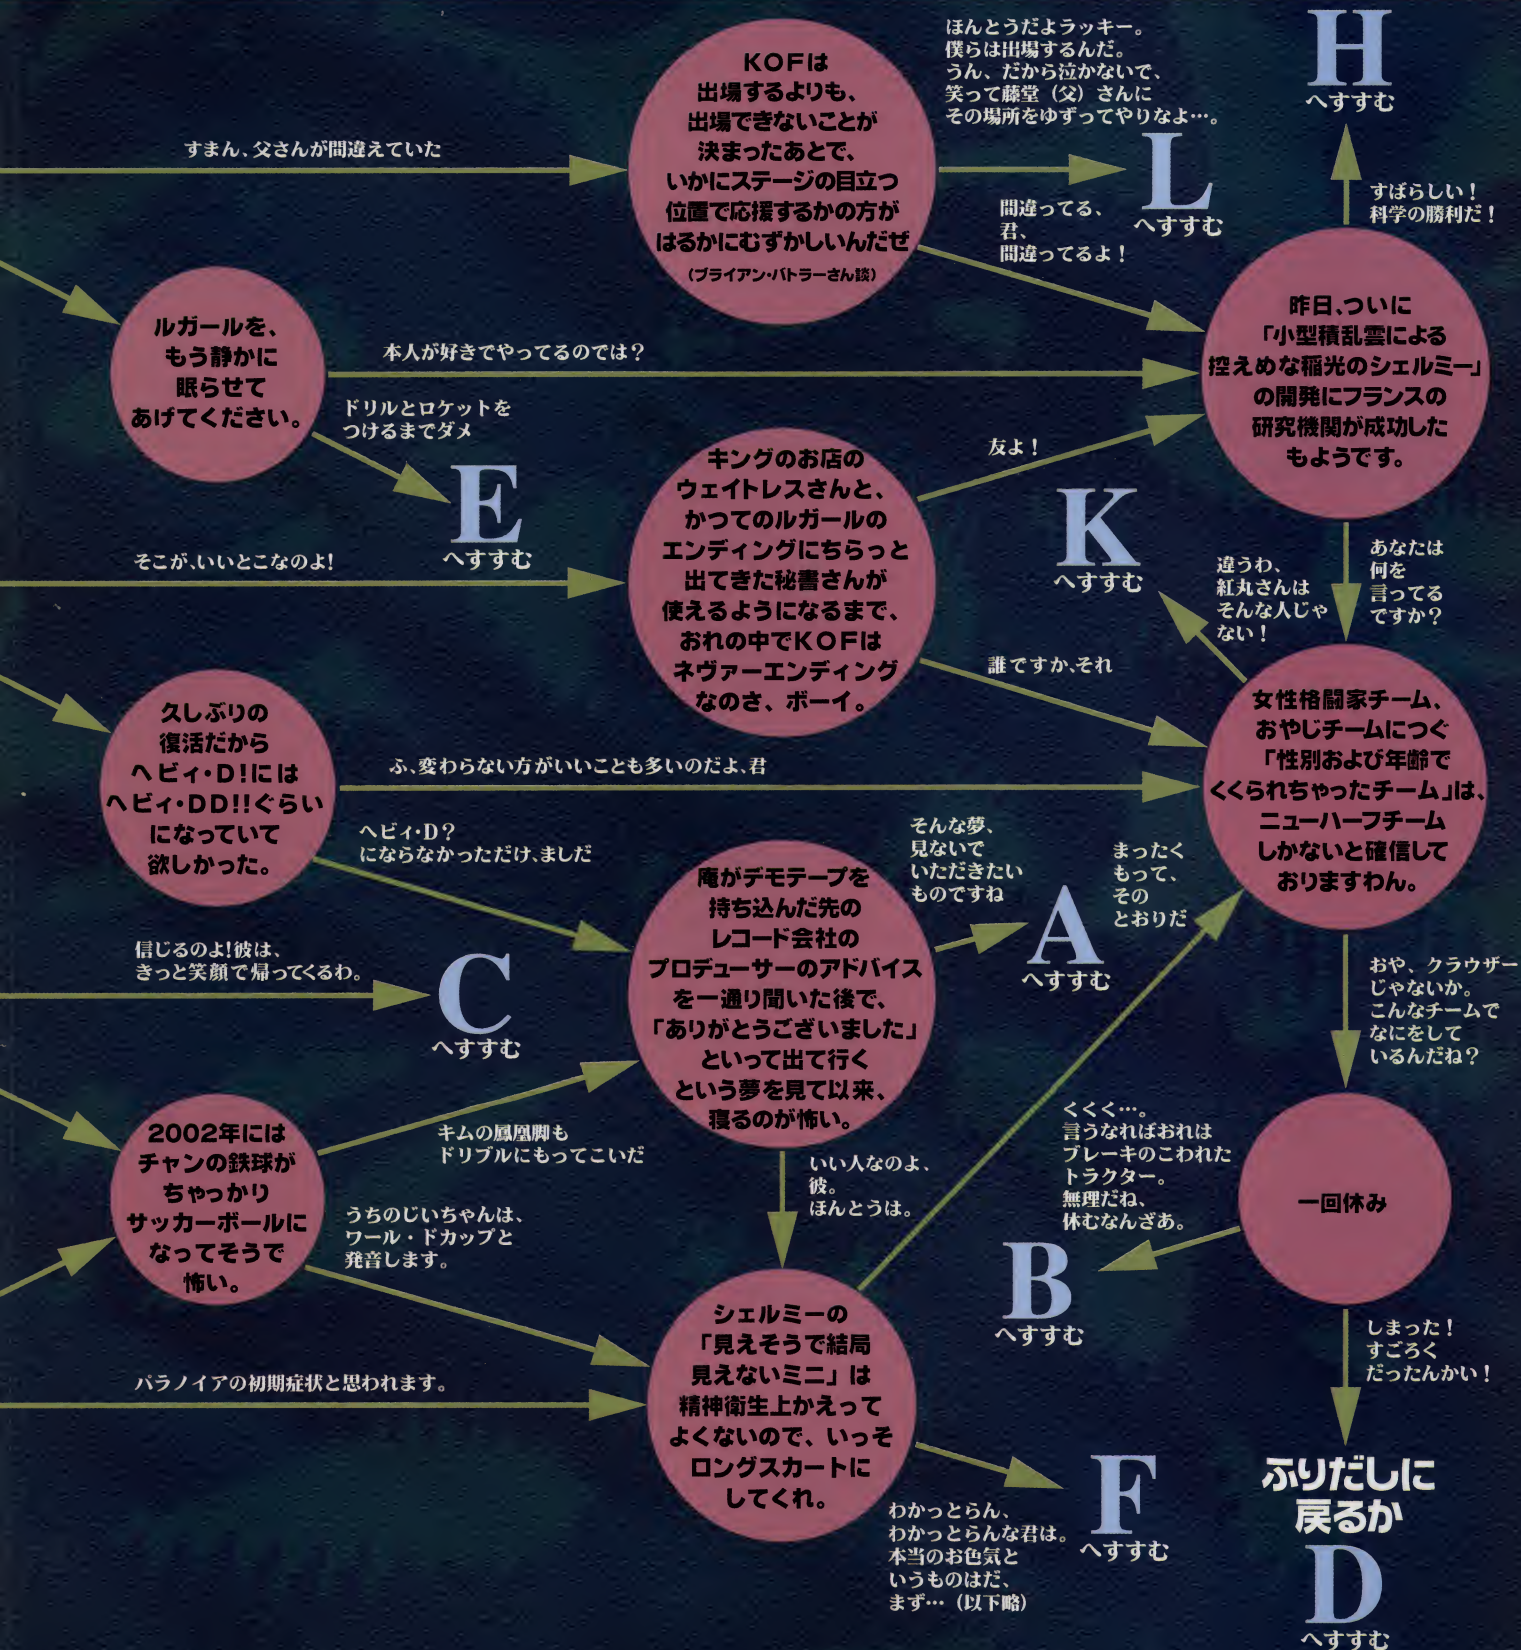 すまん、父さんが間違えていた
KOFは
出場するよりも、
出場できないことが
決まったあとで、
いかにステージの目立つ
位置で応援するかの方が
はるかにむずかしいんだぜ
(ブライアン・バトラーさん談)
ほんとうだよラッキー。
僕らは出場するんだ。
うん、だから泣かないで、
笑って藤堂(父)さんに
その場所をゆずってやりなよ…。
L
へすすむ
間違ってる、
君、
間違ってるよ!
H
へすすむ
すばらしい!
科学の勝利だ!
昨日、ついに
「小型積乱雲による
控えめな稲光のシェルミー」
の開発にフランスの
研究機関が成功した
もようです。
ルガールを、
もう静かに
眠らせて
あげてください。
本人が好きでやってるのでは?
ドリルとロケットを
つけるまでダメ
E
へすすむ
そこが、いいとこなのよ!
キングのお店の
ウェイトレスさんと、
かつてのルガールの
エンディングにちらっと
出てきた秘書さんが
使えるようになるまで、
おれの中でKOFは
ネヴァーエンディング
なのさ、ボーイ。
友よ!
誰ですか、それ
K
へすすむ
違うわ、
紅丸さんは
そんな人じゃ
ない!
あなたは
何を
言ってる
ですか?
女性格闘家チーム、
おやじチームにつぐ
「性別および年齢で
くくられちゃったチーム」は、
ニューハーフチーム
しかないと確信して
おりますわん。
久しぶりの
復活だから
ヘビィ・D!には
ヘビィ・DD!!ぐらい
になっていて
欲しかった。
ふ、変わらない方がいいことも多いのだよ、君
ヘビィ・D?
にならなかっただけ、ましだ
庵がデモテープを
持ち込んだ先の
レコード会社の
プロデューサーのアドバイス
を一通り聞いた後で、
「ありがとうございました」
といって出て行く
という夢を見て以来、
寝るのが怖い。
そんな夢、
見ないで
いただきたい
ものですね
A
へすすむ
まったく
もって、
その
とおりだ
信じるのよ!彼は、
きっと笑顔で帰ってくるわ。
C
へすすむ
おや、クラウザー
じゃないか。
こんなチームで
なにをして
いるんだね?
2002年には
チャンの鉄球が
ちゃっかり
サッカーボールに
なってそうで
怖い。
キムの鳳凰脚も
ドリブルにもってこいだ
うちのじいちゃんは、
ワール・ドカップと
発音します。
いい人なのよ、
彼。
ほんとうは。
くくく…。
言うなればおれは
ブレーキのこわれた
トラクター。
無理だね、
休むなんざあ。
B
へすすむ
一回休み
しまった!
すごろく
だったんかい!
パラノイアの初期症状と思われます。
シェルミーの
「見えそうで結局
見えないミニ」は
精神衛生上かえって
よくないので、いっそ
ロングスカートに
してくれ。
わかっとらん、
わかっとらんな君は。
本当のお色気と
いうものはだ、
まず…(以下略)
F
へすすむ
ふりだしに
戻るか
D
へすすむ